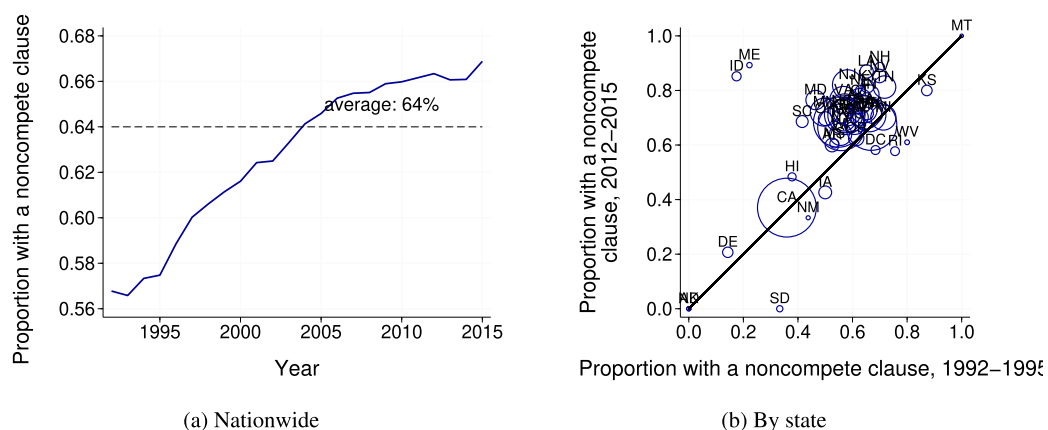 Proportion with a noncompete clause
0.68
0.66
0.64
0.62
0.60
0.58
0.56
average: 64%
1995
2000
2005
2010
2015
Year
(a) Nationwide
Proportion with a noncompete
clause, 2012−2015
1.0
0.8
0.6
0.4
0.2
0.0
MT
ME
ID
NH
LA
NJ
TN
KS
MD
VA
SC
WV
DC
RI
HI
IA
CA
NM
DE
SD
0.0
0.2
0.4
0.6
0.8
1.0
Proportion with a noncompete clause, 1992−1995
(b) By state